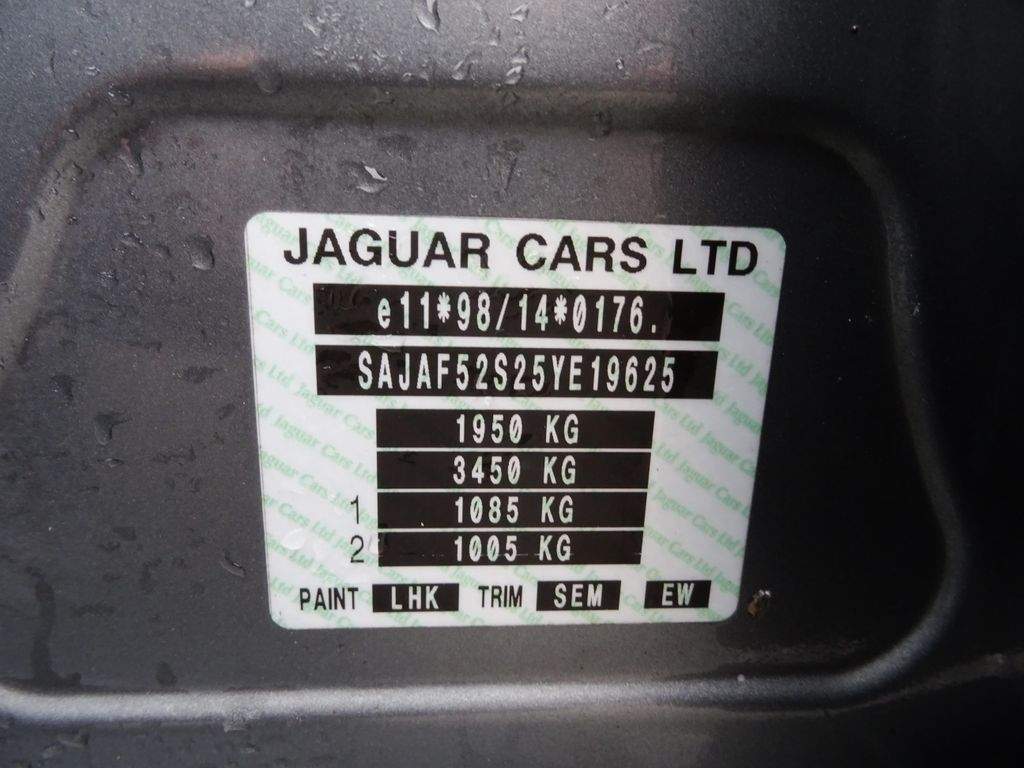 JAGUAR CARS LTD
e11*98/14*0176.
SAJAF52S25YE19625
1950 KG
3450 KG
1 1085 KG
2 1005 KG
PAINT LHK TRIM SEM EW